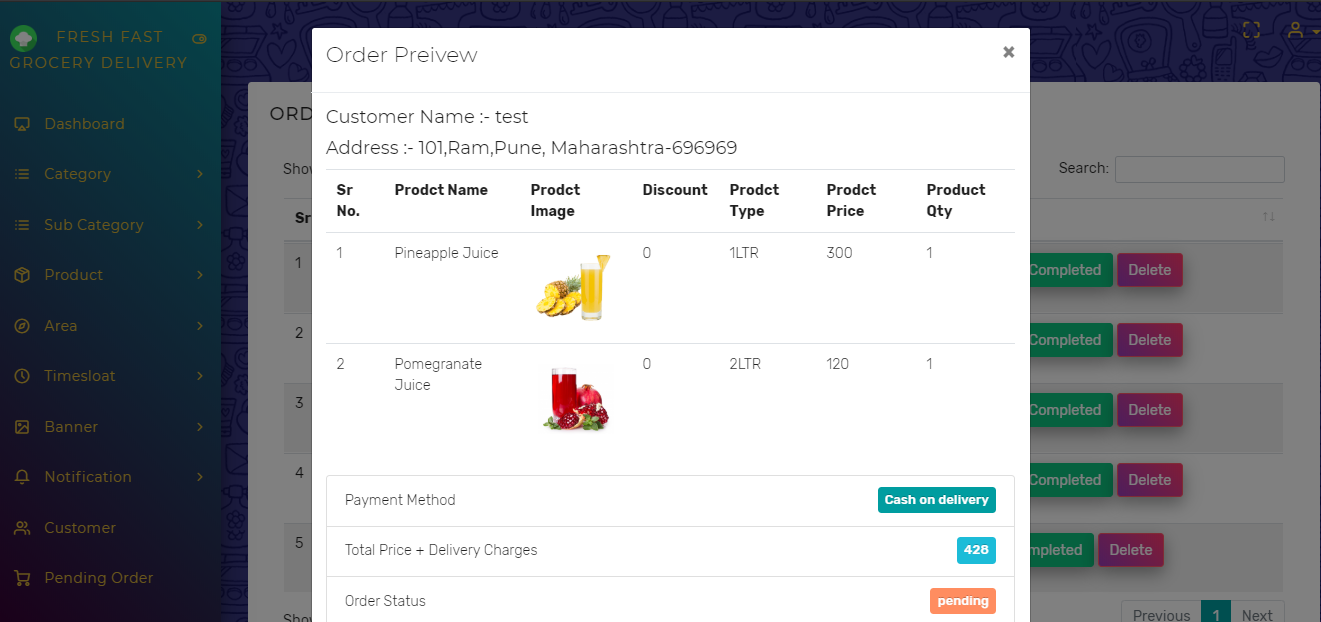 FRESH FAST
GROCERY DELIVERY
Dashboard
Category
Sub Category
Product
Area
Timesloat
Banner
Notification
Customer
Pending Order
Order Preivew ×
Customer Name :- test
Address :- 101,Ram,Pune, Maharashtra-696969
Sr No. Prodct Name Prodct Image Discount Prodct Type Prodct Price Product Qty
1 Pineapple Juice 0 1LTR 300 1
2 Pomegranate Juice 0 2LTR 120 1
Payment Method Cash on delivery
Total Price + Delivery Charges 428
Order Status pending
ORD
Show
Search:
Sr
1 Completed Delete
2 Completed Delete
3 Completed Delete
4 Completed Delete
5 mpleted Delete
Show
Previous 1 Next